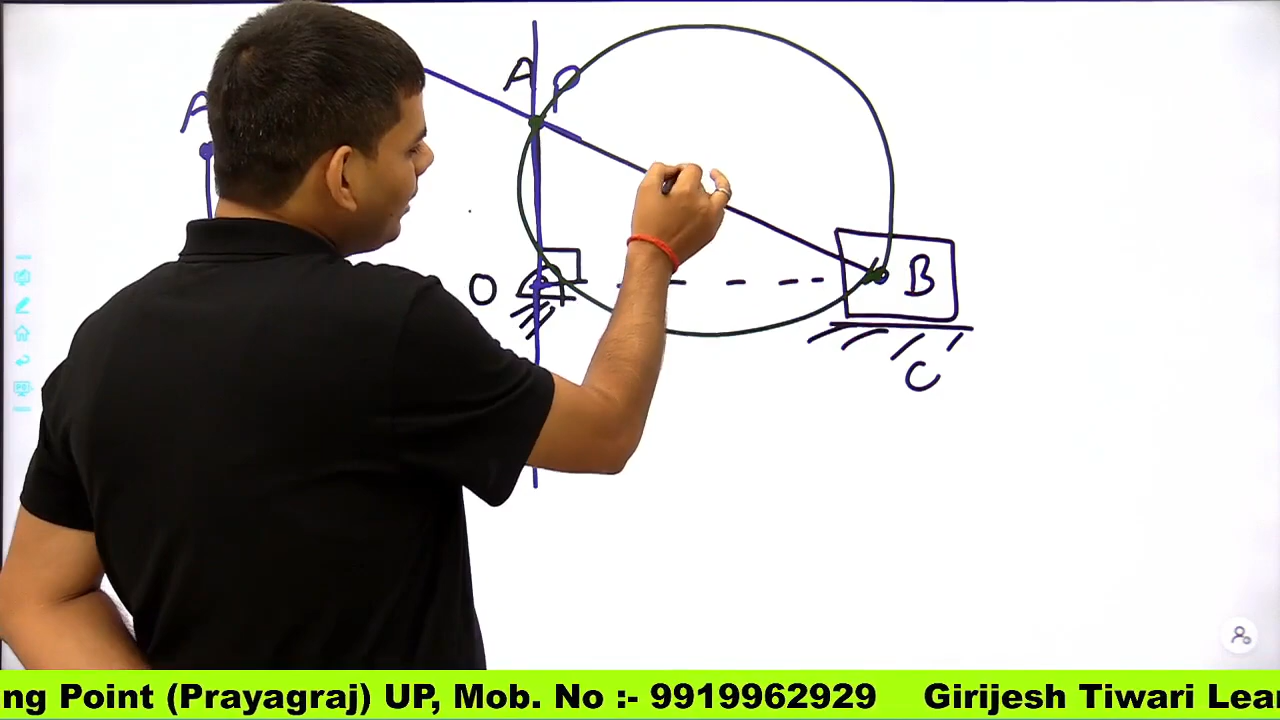 A
A
O
B
C
ng Point (Prayagraj) UP, Mob. No :- 9919962929 Girijesh Tiwari Lear